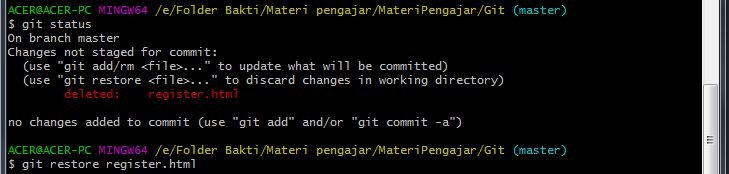 ACER@ACER-PC MINGW64 /e/Folder Bakti/Materi pengajar/MateriPengajar/Git (master)
$ git status
On branch master
Changes not staged for commit:
  (use "git add/rm <file>..." to update what will be committed)
  (use "git restore <file>..." to discard changes in working directory)
        deleted:    register.html

no changes added to commit (use "git add" and/or "git commit -a")

ACER@ACER-PC MINGW64 /e/Folder Bakti/Materi pengajar/MateriPengajar/Git (master)
$ git restore register.html